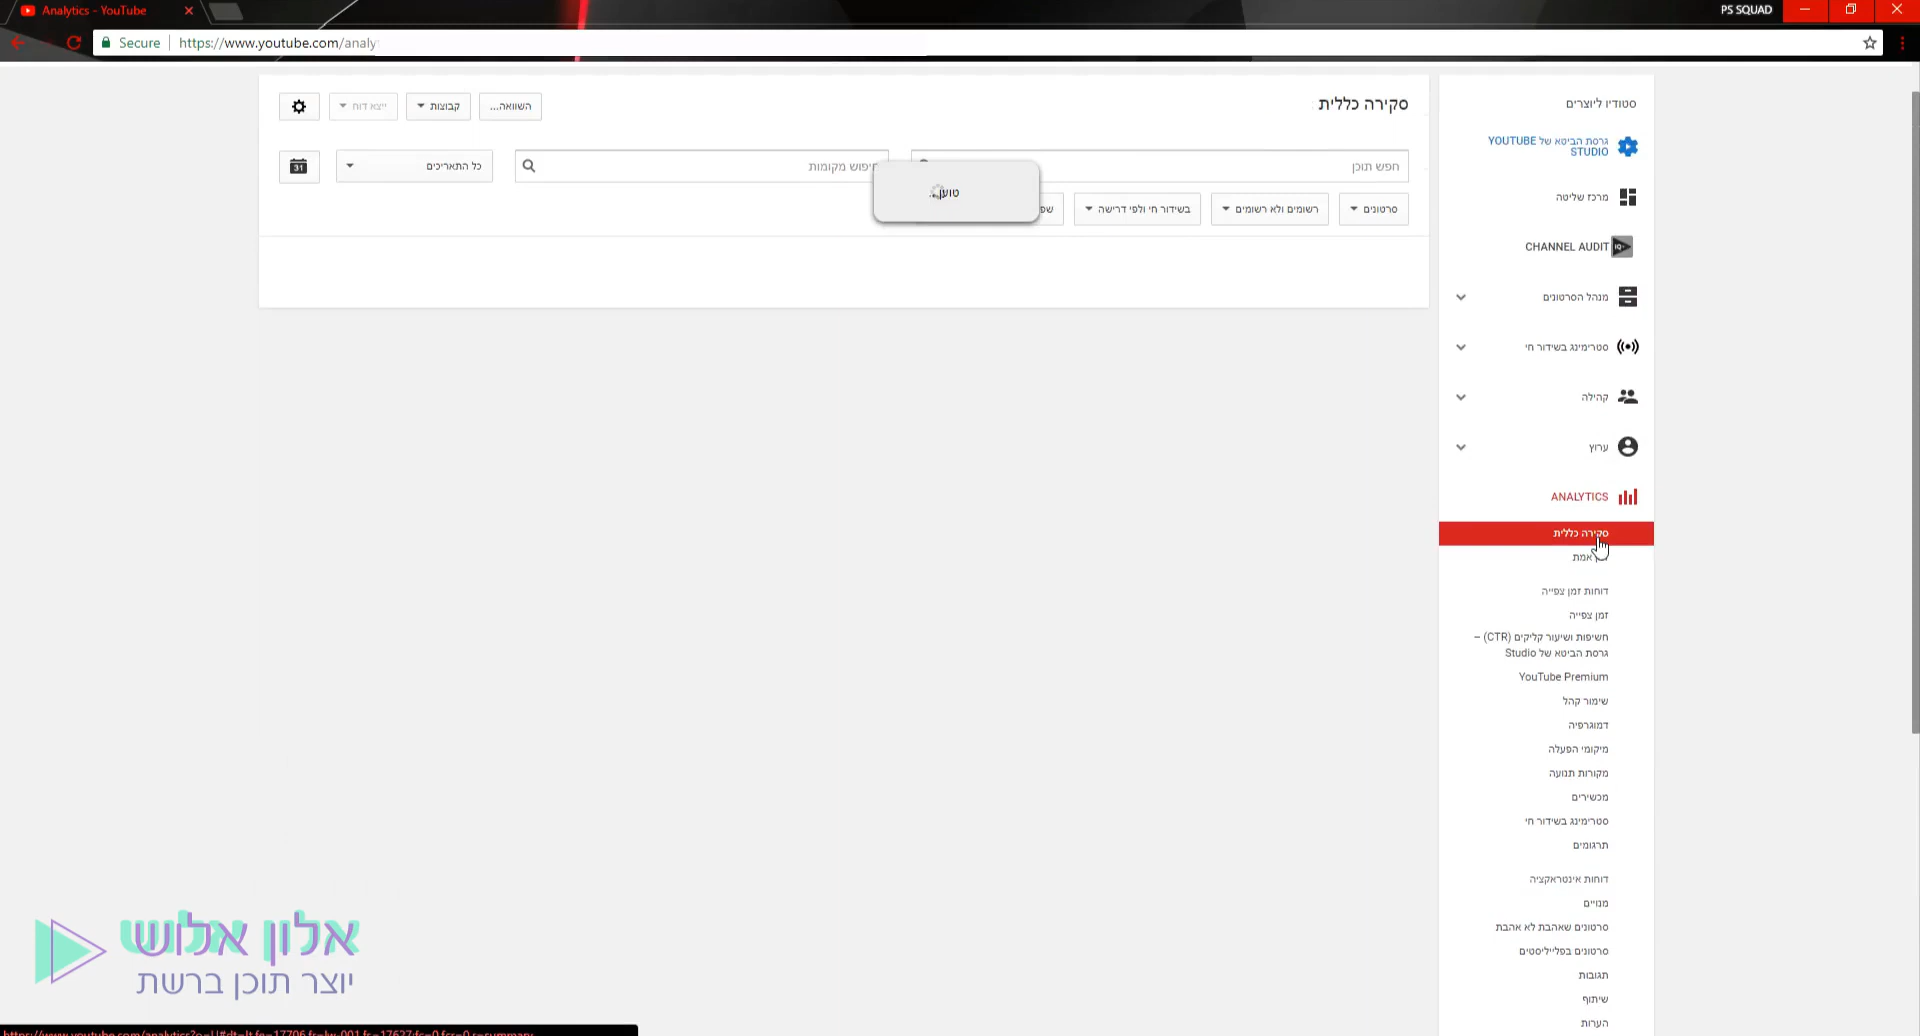 Analytics - YouTube
PS SQUAD
Secure
https://www.youtube.com/analy
סקירה כללית
השוואה...
קבוצות
ייצא דוח
חפש תוכן
חיפוש מקומות
כל התאריכים
31
טוען...
סרטונים
רשומים ולא רשומים
בשידור חי ולפי דרישה
שפ
סטודיו ליוצרים
גרסת הביטא של YOUTUBE
STUDIO
מרכז שליטה
CHANNEL AUDIT
IQ
מנהל הסרטונים
סטרימינג בשידור חי
קהילה
ערוץ
ANALYTICS
סקירה כללית
אמת
דוחות זמן צפייה
זמן צפייה
חשיפות ושיעור קליקים (CTR) –
גרסת הביטא של Studio
YouTube Premium
שימור קהל
דמוגרפיה
מיקומי הפעלה
מקורות תנועה
מכשירים
סטרימינג בשידור חי
תרגומים
דוחות אינטראקציה
מנויים
סרטונים שאהבת לא אהבת
סרטונים בפלייליסטים
תגובות
שיתוף
הערות
אלון אלוש
יוצר תוכן ברשת